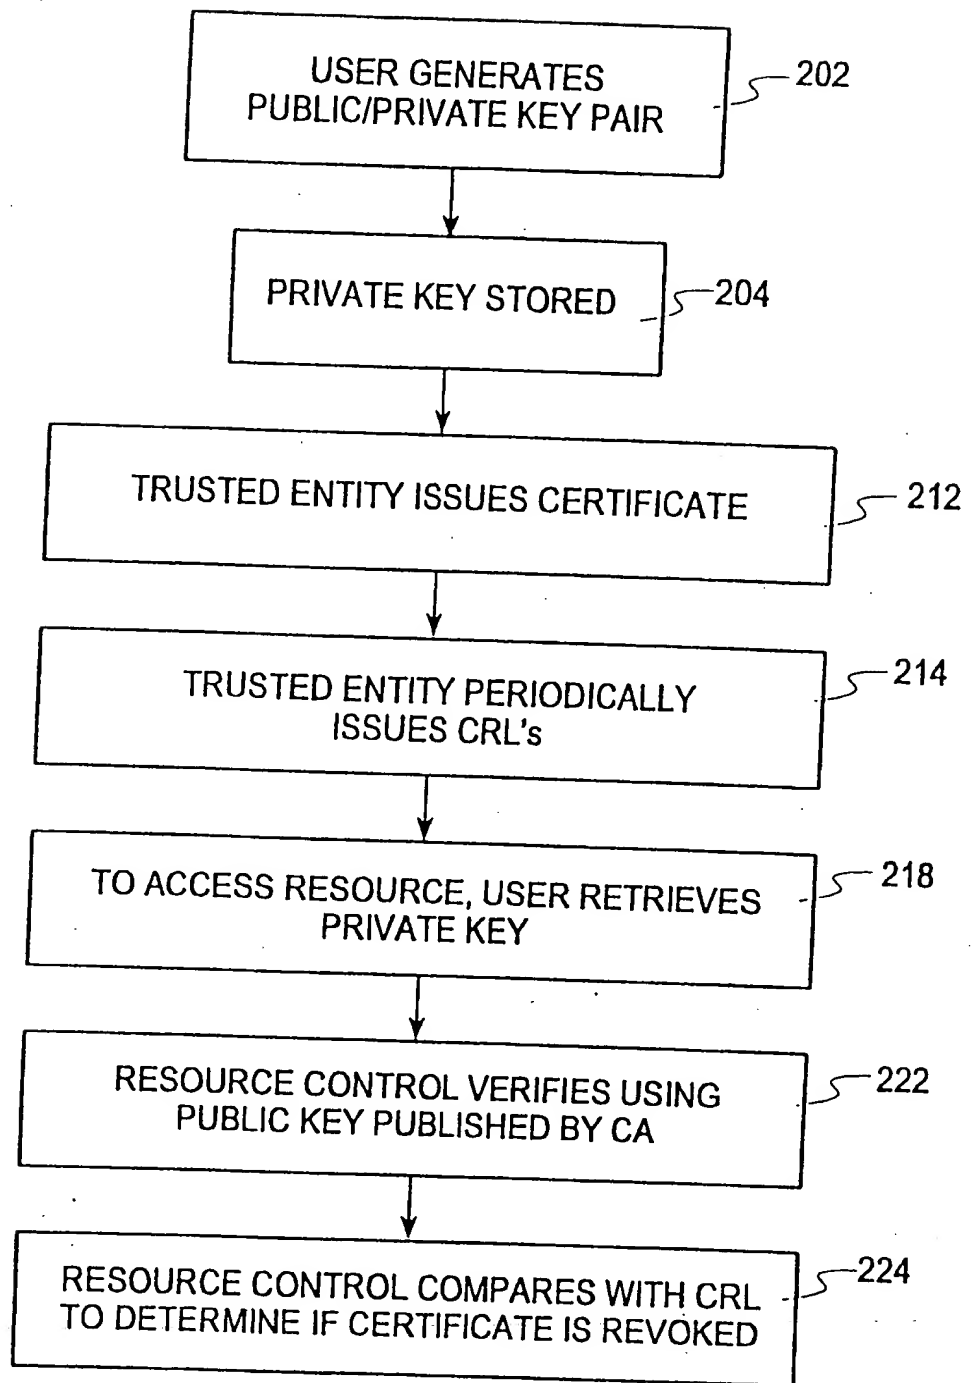 USER GENERATES
PUBLIC/PRIVATE KEY PAIR
202
PRIVATE KEY STORED
204
TRUSTED ENTITY ISSUES CERTIFICATE
212
TRUSTED ENTITY PERIODICALLY
ISSUES CRL's
214
TO ACCESS RESOURCE, USER RETRIEVES
PRIVATE KEY
218
RESOURCE CONTROL VERIFIES USING
PUBLIC KEY PUBLISHED BY CA
222
RESOURCE CONTROL COMPARES WITH CRL
TO DETERMINE IF CERTIFICATE IS REVOKED
224